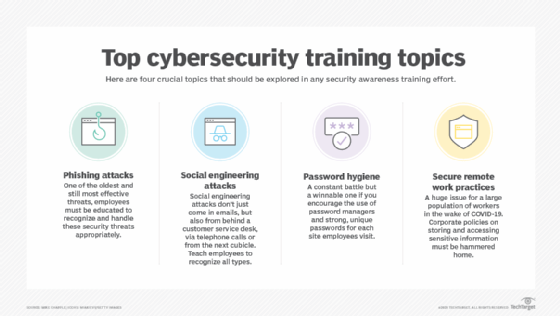 Top cybersecurity training topics
Here are four crucial topics that should be explored in any security awareness training effort.
Phishing attacks
One of the oldest and
still most effective
threats, employees
must be educated to
recognize and handle
these security threats
appropriately.
Social engineering
attacks
Social engineering
attacks don't just
come in emails, but
also from behind a
customer service desk,
via telephone calls or
from the next cubicle.
Teach employees to
recognize all types.
Password hygiene
A constant battle but
a winnable one if you
encourage the use of
password managers
and strong, unique
passwords for each
site employees visit.
Secure remote
work practices
A huge issue for a large
population of workers
in the wake of COVID-19.
Corporate policies on
storing and accessing
sensitive information
must be hammered
home.
TechTarget